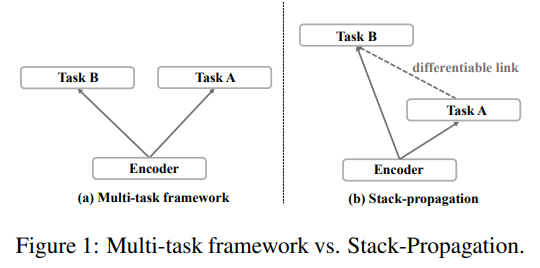 Task B
Task A
Encoder
(a) Multi-task framework
Task B
differentiable link
Task A
Encoder
(b) Stack-propagation
Figure 1: Multi-task framework vs. Stack-Propagation.